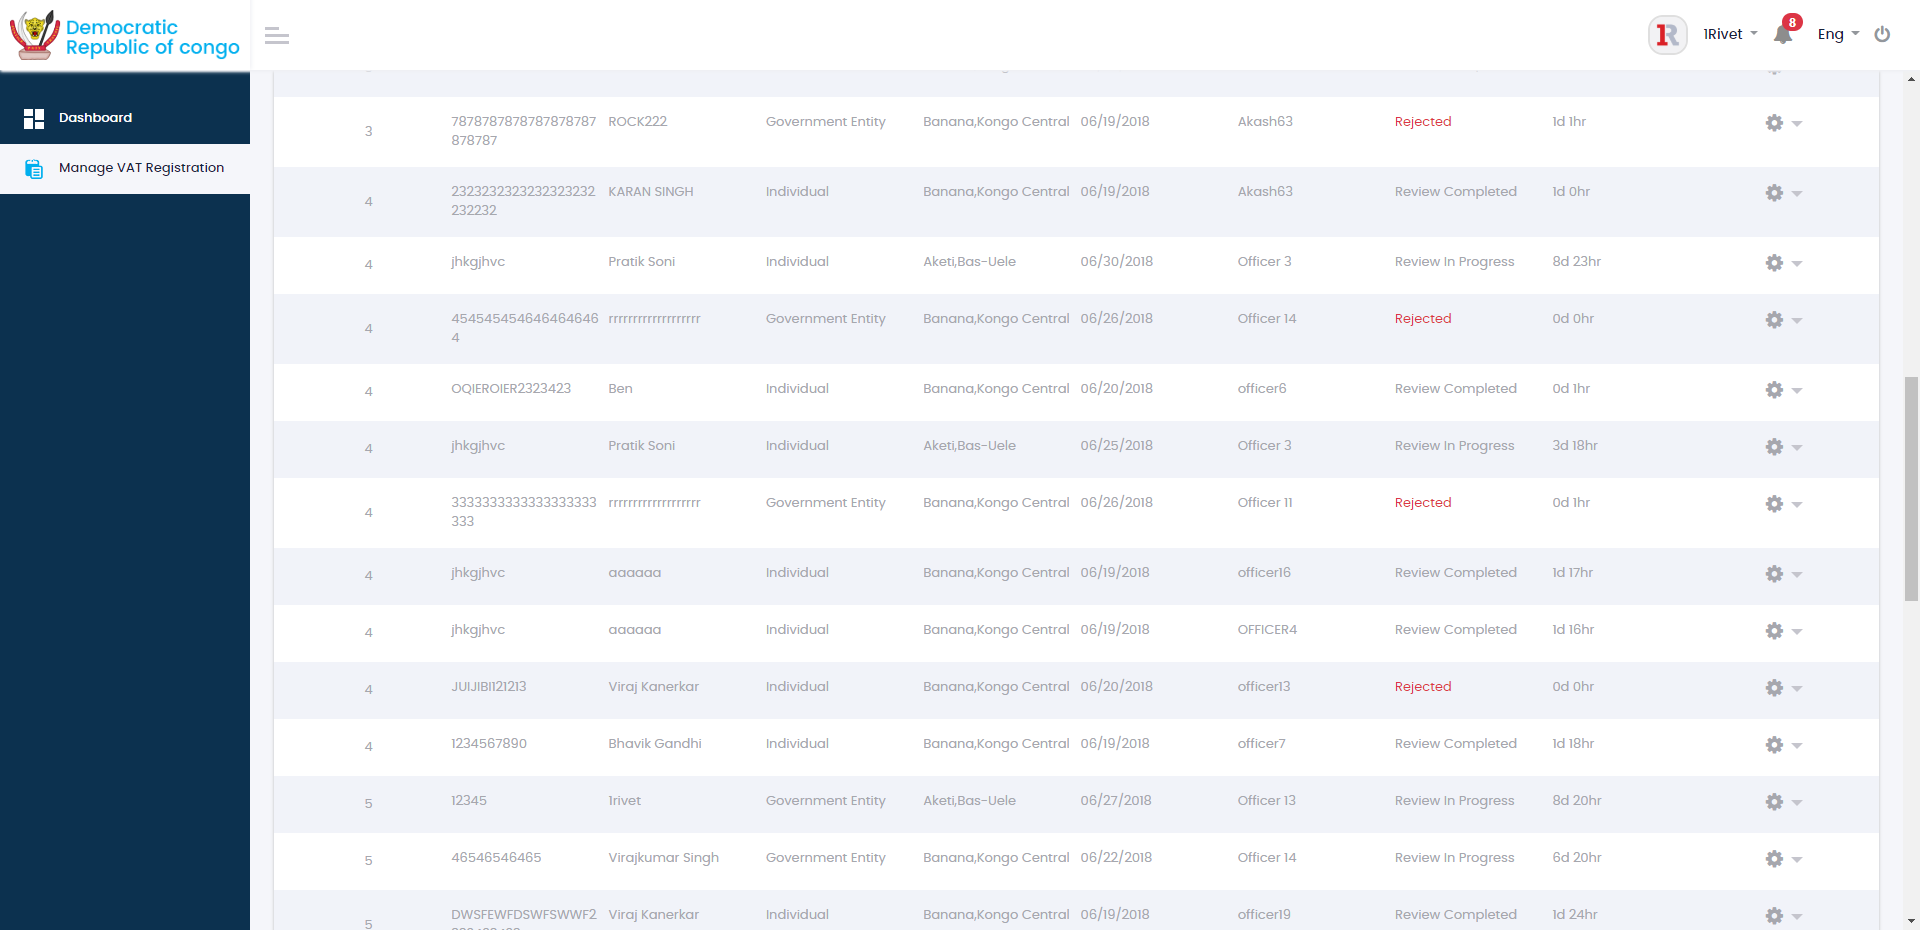 Democratic
Republic of congo
1Rivet
8
Eng
Dashboard
Manage VAT Registration
3 7878787878787878787 ROCK222 Government Entity Banana,Kongo Central 06/19/2018 Akash63 Rejected 1d 1hr
878787
4 2323232323232323232 KARAN SINGH Individual Banana,Kongo Central 06/19/2018 Akash63 Review Completed 1d 0hr
232232
4 jhkgjhvc Pratik Soni Individual Aketi,Bas-Uele 06/30/2018 Officer 3 Review In Progress 8d 23hr
4 454545454646464646 rrrrrrrrrrrrrrrrrrr Government Entity Banana,Kongo Central 06/26/2018 Officer 14 Rejected 0d 0hr
4
4 OQIEROIER2323423 Ben Individual Banana,Kongo Central 06/20/2018 officer6 Review Completed 0d 1hr
4 jhkgjhvc Pratik Soni Individual Aketi,Bas-Uele 06/25/2018 Officer 3 Review In Progress 3d 18hr
4 3333333333333333333 rrrrrrrrrrrrrrrrrrr Government Entity Banana,Kongo Central 06/26/2018 Officer 11 Rejected 0d 1hr
333
4 jhkgjhvc aaaaaa Individual Banana,Kongo Central 06/19/2018 officer16 Review Completed 1d 17hr
4 jhkgjhvc aaaaaa Individual Banana,Kongo Central 06/19/2018 OFFICER4 Review Completed 1d 16hr
4 JUIJIBI121213 Viraj Kanerkar Individual Banana,Kongo Central 06/20/2018 officer13 Rejected 0d 0hr
4 1234567890 Bhavik Gandhi Individual Banana,Kongo Central 06/19/2018 officer7 Review Completed 1d 18hr
5 12345 1rivet Government Entity Aketi,Bas-Uele 06/27/2018 Officer 13 Review In Progress 8d 20hr
5 46546546465 Virajkumar Singh Government Entity Banana,Kongo Central 06/22/2018 Officer 14 Review In Progress 6d 20hr
5 DWSFEWFDSWFSWWF2 Viraj Kanerkar Individual Banana,Kongo Central 06/19/2018 officer19 Review Completed 1d 24hr